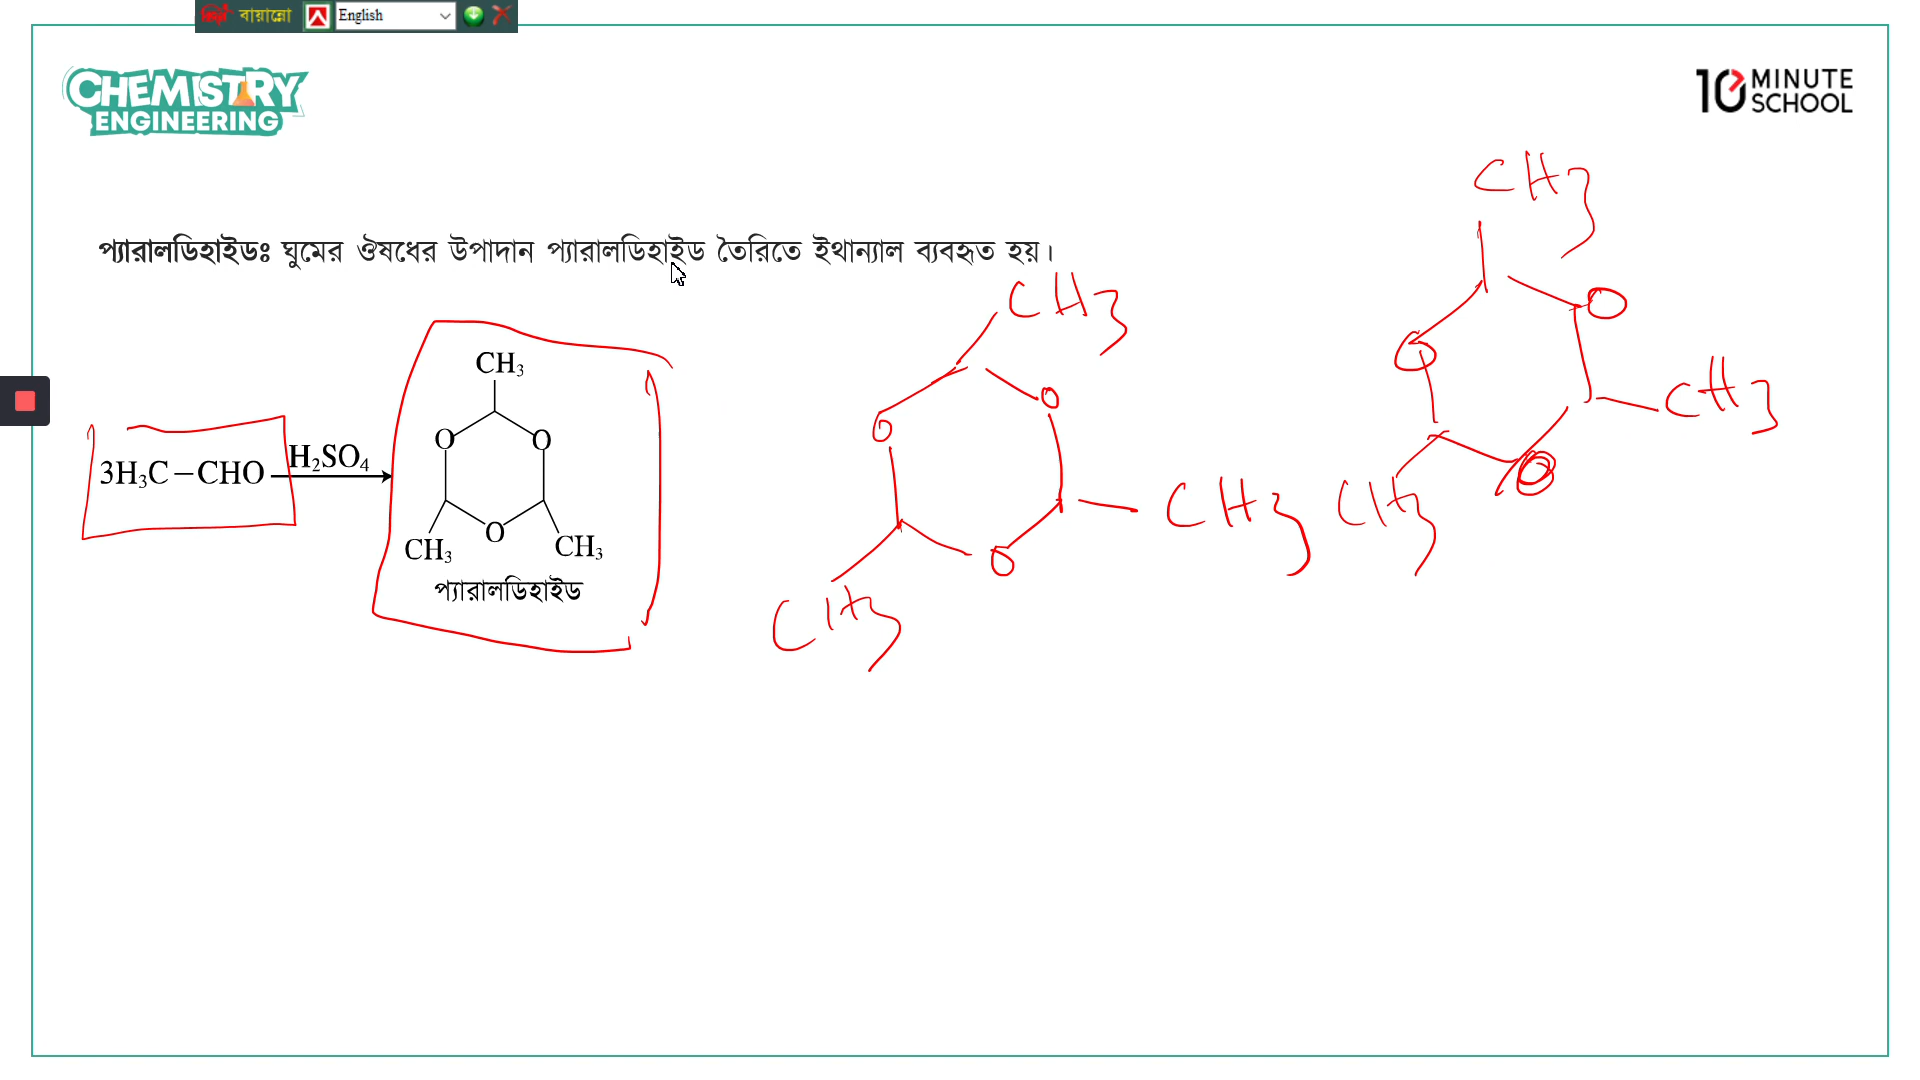 বায়ান্নো English
CHEMISTRY
ENGINEERING
10 MINUTE
SCHOOL
প্যারালডিহাইডঃ ঘুমের ঔষধের উপাদান প্যারালডিহাইড তৈরিতে ইথান্যাল ব্যবহৃত হয়।
3H₃C–CHO
H₂SO₄
CH₃
O
O
O
CH₃
CH₃
প্যারালডিহাইড
CH3
O
O
O
CH3
CH3
CH3
O
O
O
CH3
CH3